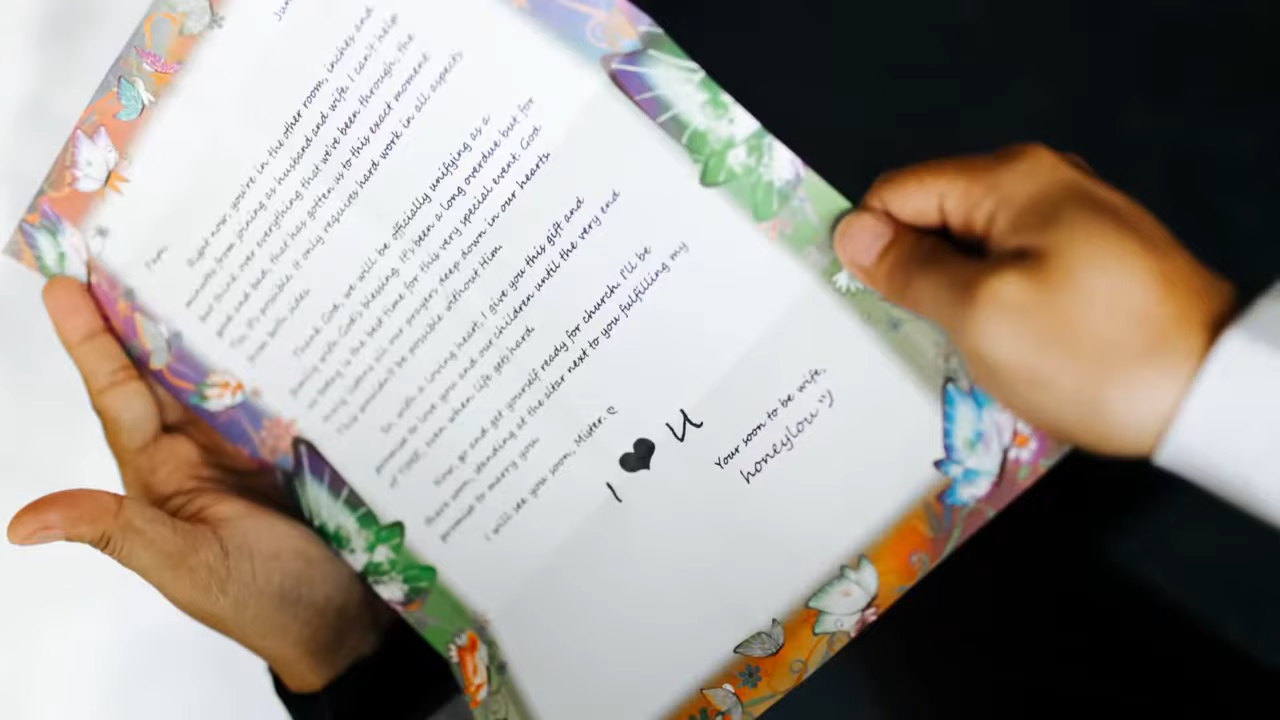 Jun
Right now, you're in the other room, inches and
moments from joining as husband and wife. I can't help
but think over everything that we've been through, the
good and bad, that has gotten us to this exact moment
it's possible. It only requires hard work in all aspects
from both sides.
Thank God, we will be officially unifying as a
family with God's blessing. It's been a long overdue but for
us today is the best time for this very special event. God
truly listens all our prayers deep down in our hearts.
This wouldn't be possible without Him.
So, with a loving heart, I give you this gift and
promise to love you and our children until the very end
of TIME even when life gets hard.
Now, go and get yourself ready for church. I'll be
there soon, standing at the altar next to you fulfilling my
promise to marry you.
I will see you soon, Mister.
I ♥ U
Your soon to be wife,
honeylou =)